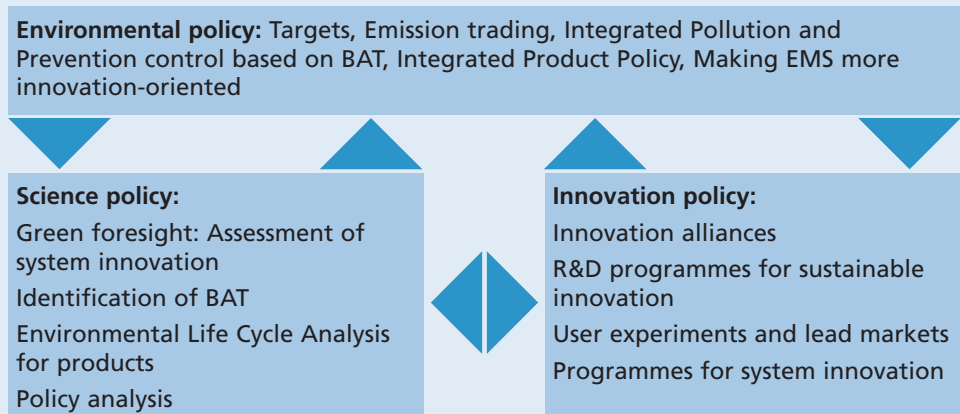 Environmental policy: Targets, Emission trading, Integrated Pollution and
Prevention control based on BAT, Integrated Product Policy, Making EMS more
innovation-oriented
Science policy:
Green foresight: Assessment of
system innovation
Identification of BAT
Environmental Life Cycle Analysis
for products
Policy analysis
Innovation policy:
Innovation alliances
R&D programmes for sustainable
innovation
User experiments and lead markets
Programmes for system innovation